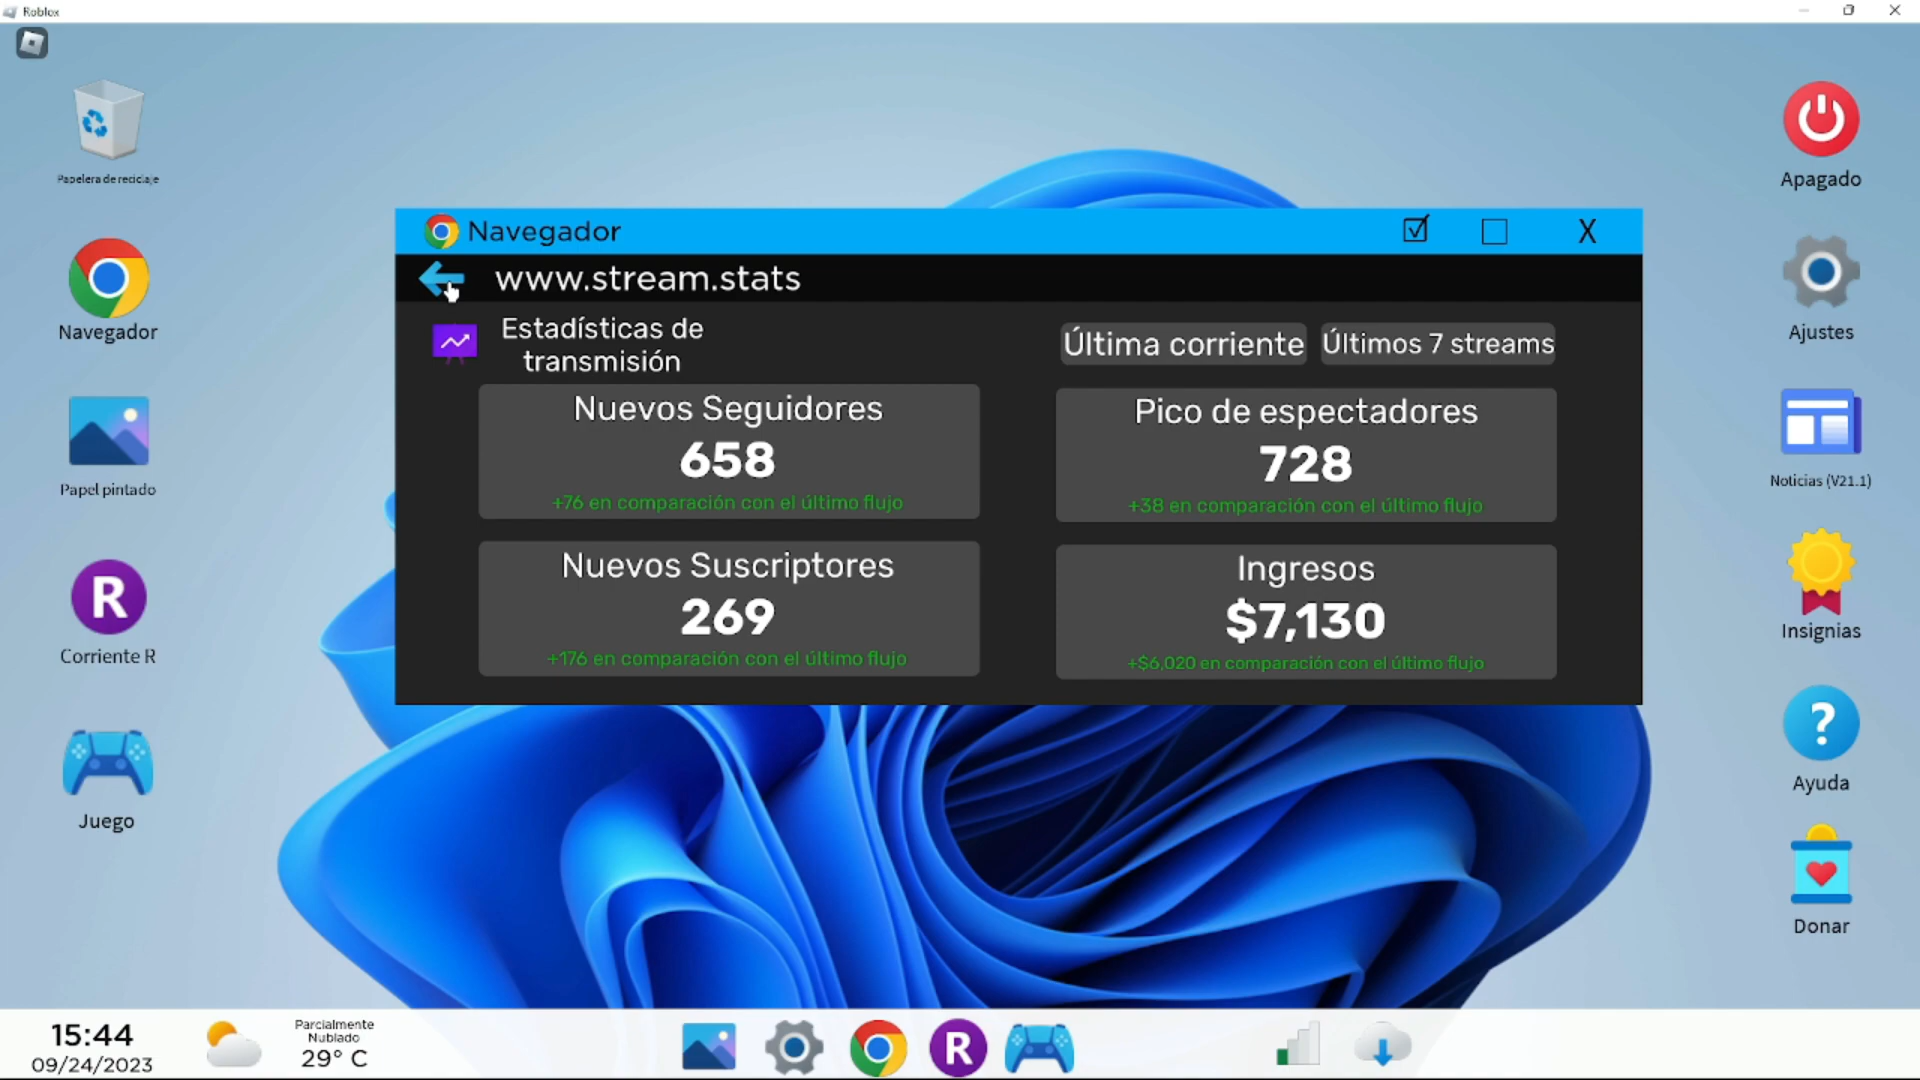 Roblox
Papelera de reciclaje
Navegador
Papel pintado
R
Corriente R
Juego
Navegador
X
www.stream.stats
Estadísticas de
transmisión
Última corriente
Últimos 7 streams
Nuevos Seguidores
658
+76 en comparación con el último flujo
Pico de espectadores
728
+38 en comparación con el último flujo
Nuevos Suscriptores
269
+176 en comparación con el último flujo
Ingresos
$7,130
+$6,020 en comparación con el último flujo
Apagado
Ajustes
Noticias (V21.1)
Insignias
?
Ayuda
Donar
15:44
09/24/2023
Parcialmente
Nublado
29° C
R